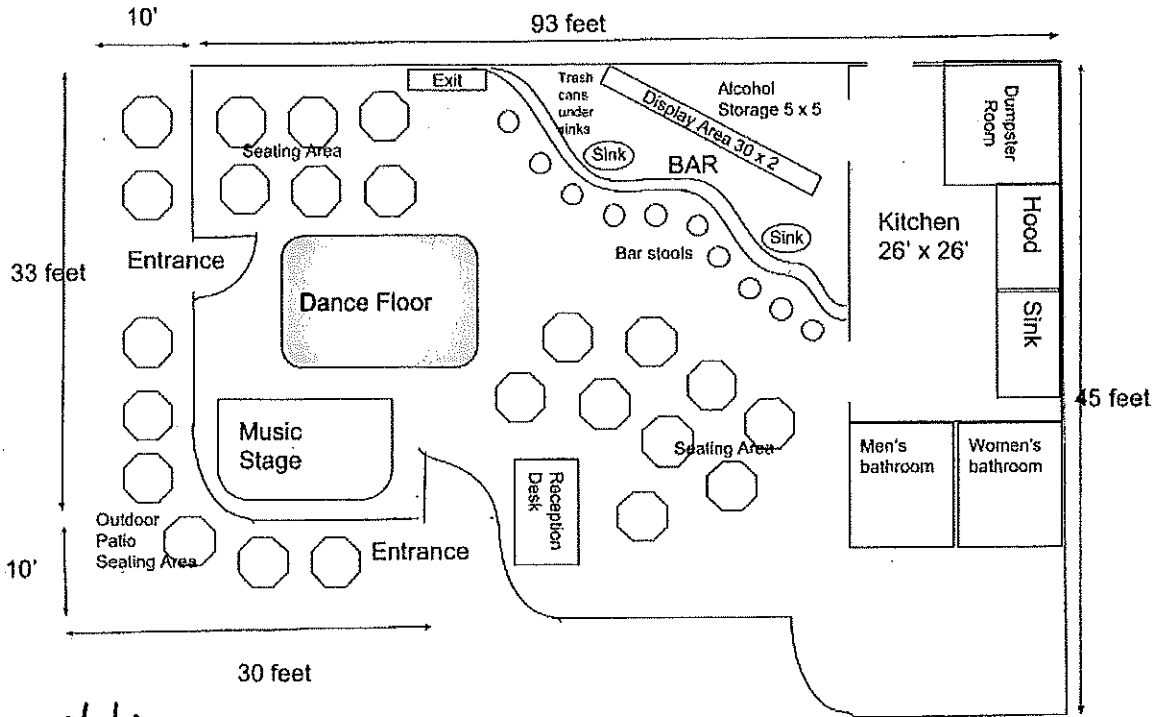 10'
93 feet
Exit
Trash
cans
under
sinks
Display Area 30 x 2
Alcohol
Storage 5 x 5
Dumpster
Room
Seating Area
Sink
BAR
Kitchen
26' x 26'
Hood
Sink
Sink
Bar stools
33 feet
Entrance
Dance Floor
45 feet
Music
Stage
Seating Area
Men's
bathroom
Women's
bathroom
Reception
Desk
Outdoor
Patio
Seating Area
Entrance
10'
30 feet